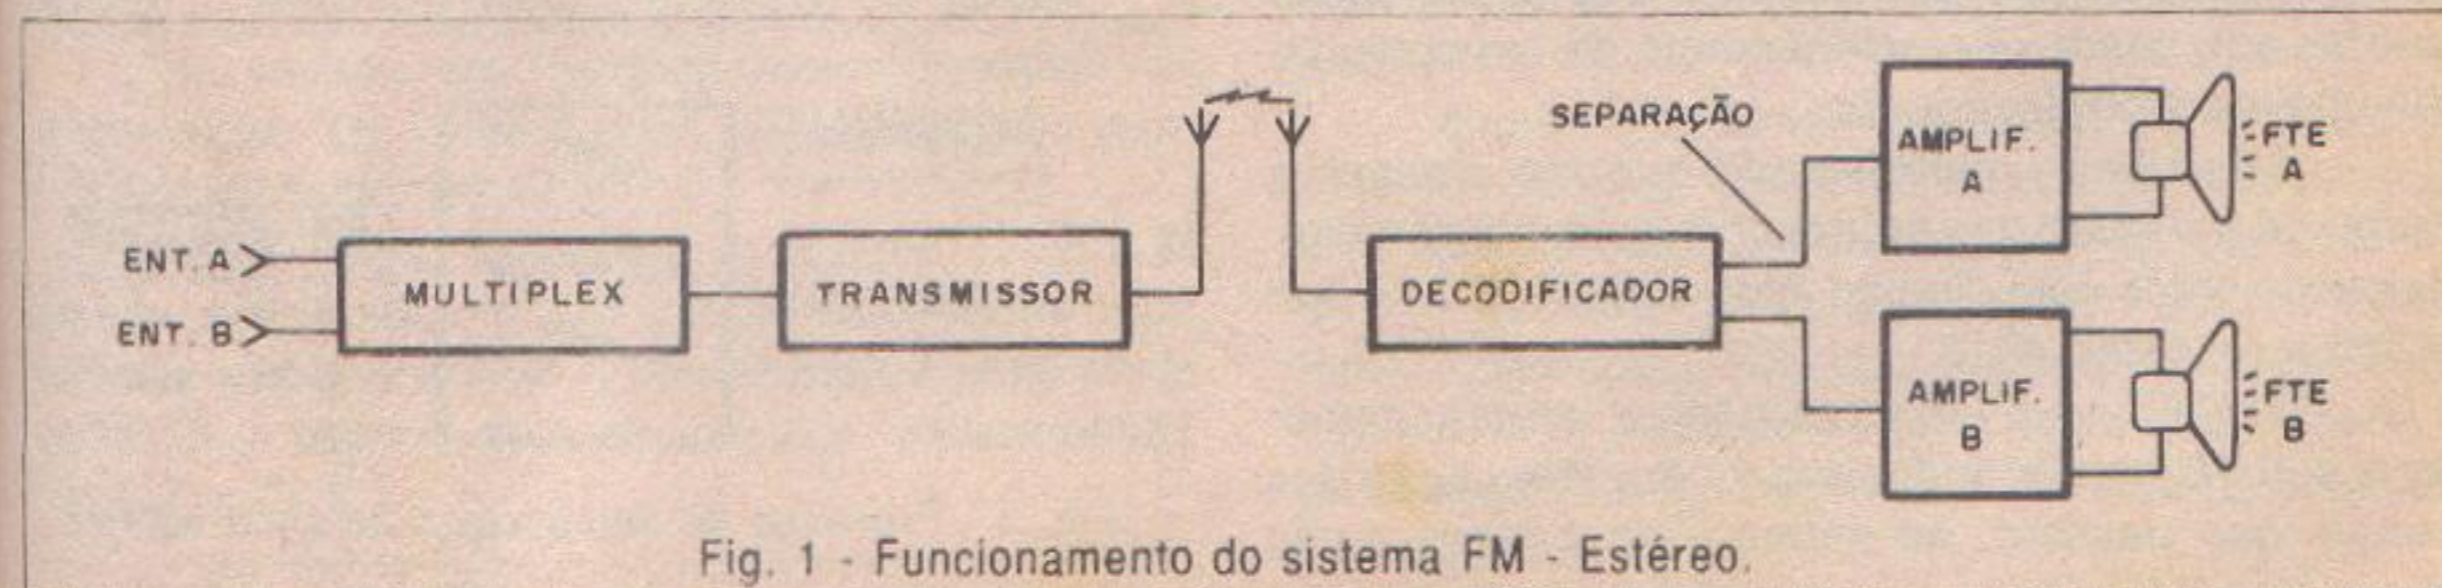 SEPARAÇÃO
AMPLIF.
A
FTE
A
ENT. A
ENT. B
MULTIPLEX
TRANSMISSOR
DECODIFICADOR
AMPLIF.
B
FTE
B
Fig. 1 - Funcionamento do sistema FM - Estéreo.